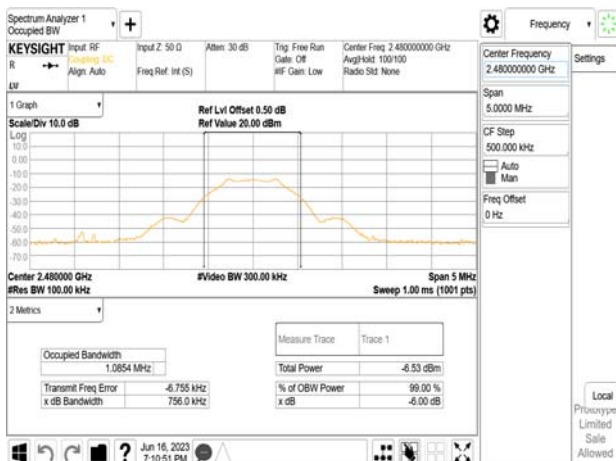 Spectrum Analyzer 1
Occupied BW
Frequency
KEYSIGHT Input: RF
R
Coupling: DC
Align: Auto
LXI
Input Z: 50 Ω
Freq Ref: Int (S)
Atten: 30 dB
Trig: Free Run
Gate: Off
#IF Gain: Low
Center Freq: 2.480000000 GHz
Avg|Hold: 100/100
Radio Std: None
Center Frequency
2.480000000 GHz
Settings
Span
5.0000 MHz
CF Step
500.000 kHz
Auto
Man
Freq Offset
0 Hz
1 Graph
Scale/Div 10.0 dB
Ref Lvl Offset 0.50 dB
Ref Value 20.00 dBm
Log
10.0
0.00
-10.0
-20.0
-30.0
-40.0
-50.0
-60.0
-70.0
Center 2.480000 GHz
#Res BW 100.00 kHz
#Video BW 300.00 kHz
Span 5 MHz
Sweep 1.00 ms (1001 pts)
2 Metrics
Occupied Bandwidth
1.0854 MHz
Transmit Freq Error -6.755 kHz
x dB Bandwidth 756.0 kHz
Measure Trace Trace 1
Total Power -6.53 dBm
% of OBW Power 99.00 %
x dB -6.00 dB
Local
Prototype
Limited
Sale
Allowed
Jun 16, 2023
7:10:51 PM